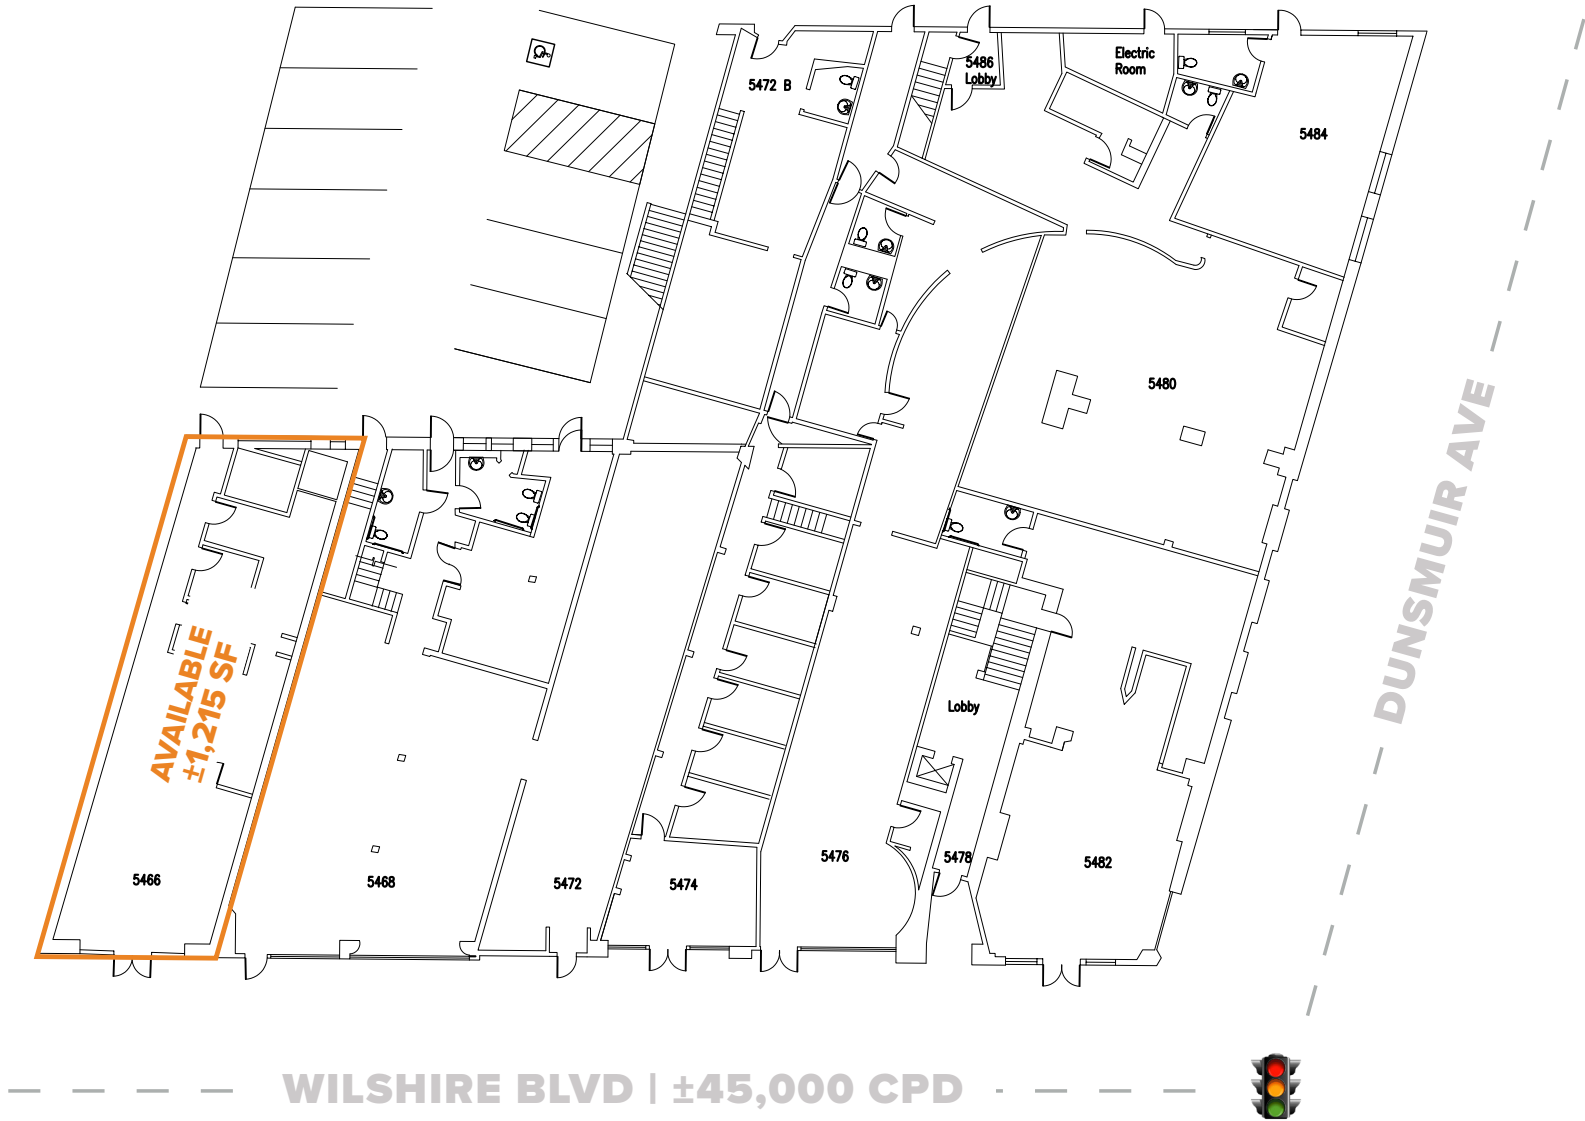 5472 B
5486
Lobby
Electric
Room
5484
5480
DUNSMUIR AVE
AVAILABLE
±1,215 SF
Lobby
5466
5468
5472
5474
5476
5478
5482
WILSHIRE BLVD | ±45,000 CPD